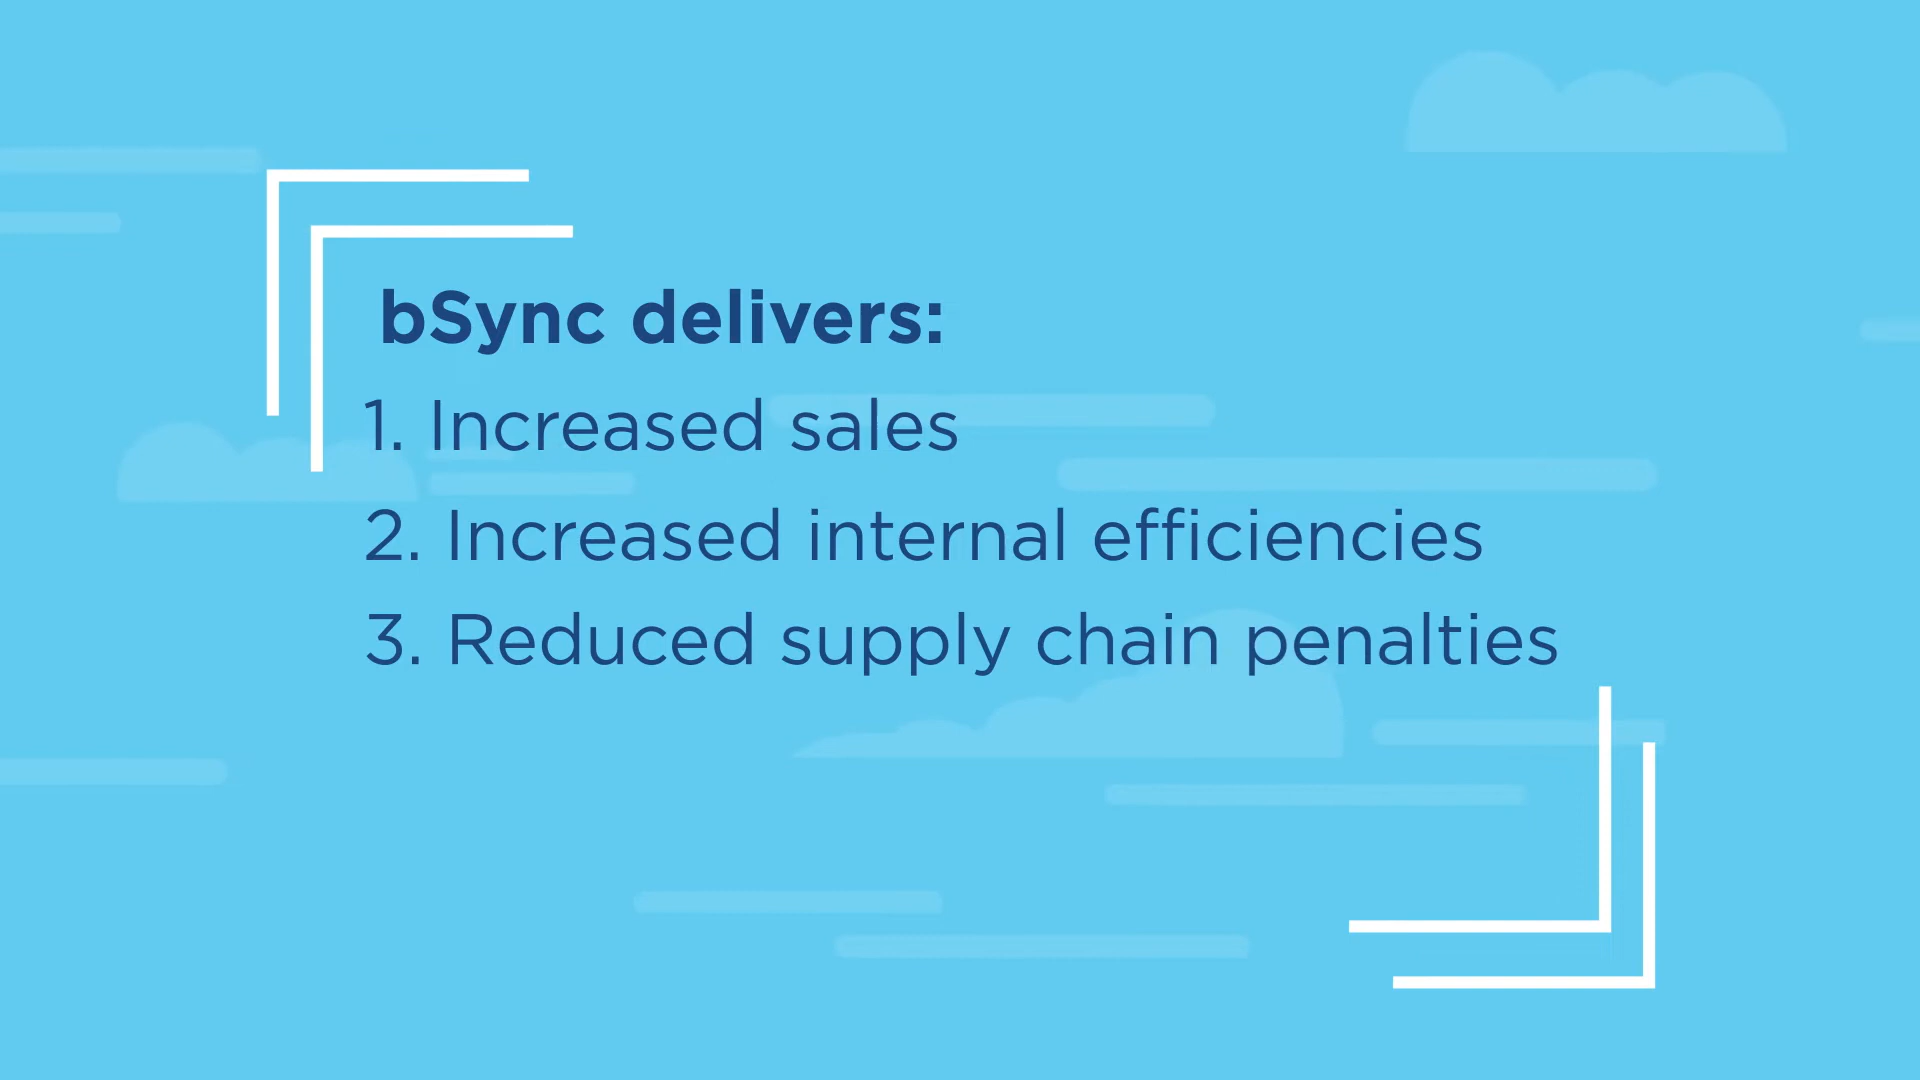 bSync delivers:
1. Increased sales
2. Increased internal efficiencies
3. Reduced supply chain penalties